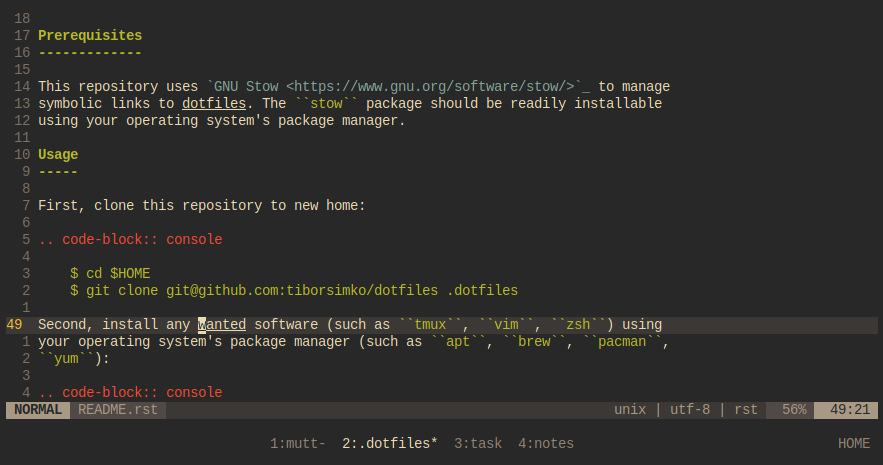 18
17 Prerequisites
16 -------------
15
14 This repository uses `GNU Stow <https://www.gnu.org/software/stow/>`_ to manage
13 symbolic links to dotfiles. The ``stow`` package should be readily installable
12 using your operating system's package manager.
11
10 Usage
9 -----
8
7 First, clone this repository to new home:
6
5 .. code-block:: console
4
3     $ cd $HOME
2     $ git clone git@github.com:tiborsimko/dotfiles .dotfiles
1
49 Second, install any wanted software (such as ``tmux``, ``vim``, ``zsh``) using
1 your operating system's package manager (such as ``apt``, ``brew``, ``pacman``,
2 ``yum``):
3
4 .. code-block:: console
NORMAL README.rst unix | utf-8 | rst 56% 49:21
1:mutt- 2:.dotfiles* 3:task 4:notes HOME